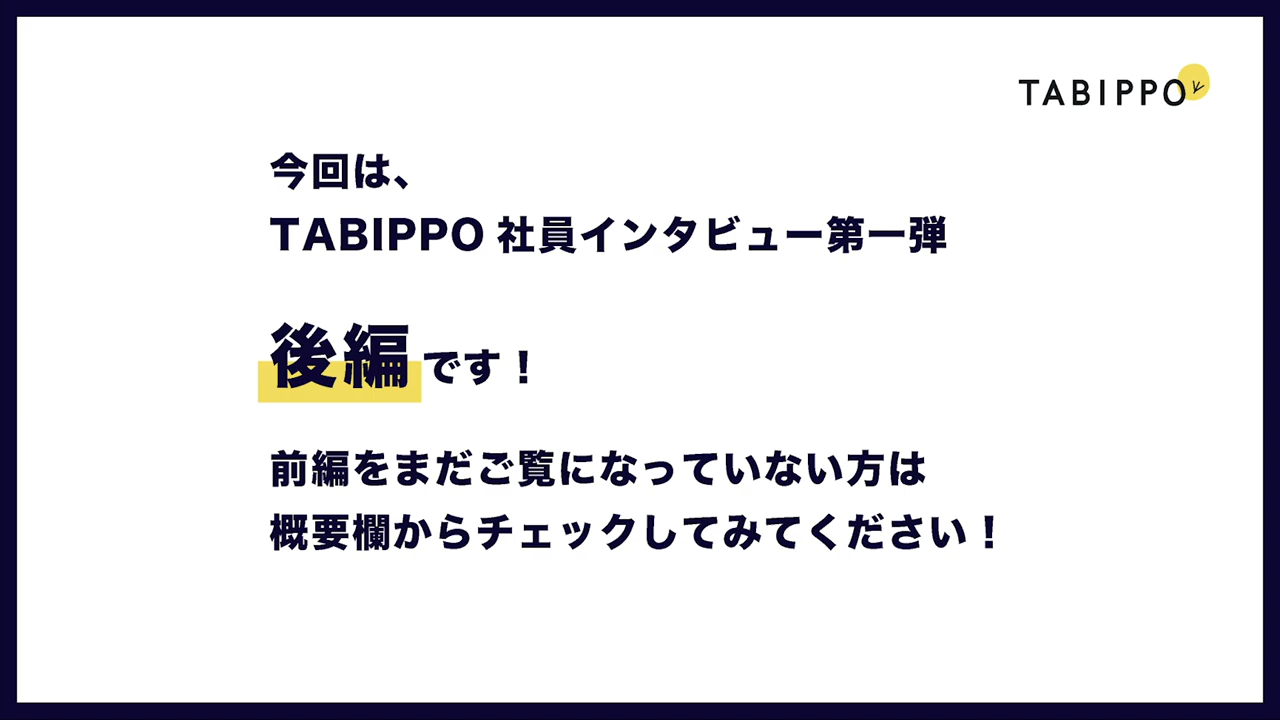 TABIPPO
今回は、
TABIPPO 社員インタビュー第一弾
後編です！
前編をまだご覧になっていない方は
概要欄からチェックしてみてください！